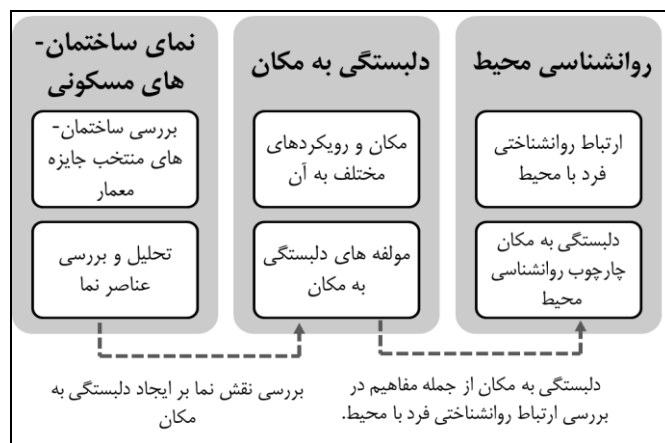 روانشناسی محیط
ارتباط روانشناختی
فرد با محیط
دلبستگی به مکان
چارچوب روانشناسی
محیط
دلبستگی به مکان
مکان و رویکردهای
مختلف به آن
مولفه های دلبستگی
به مکان
نمای ساختمان-
های مسکونی
بررسی ساختمان-
های منتخب جایزه
معمار
تحلیل و بررسی
عناصر نما
دلبستگی به مکان از جمله مفاهیم در
بررسی ارتباط روانشناختی فرد با محیط.
بررسی نقش نما بر ایجاد دلبستگی به
مکان